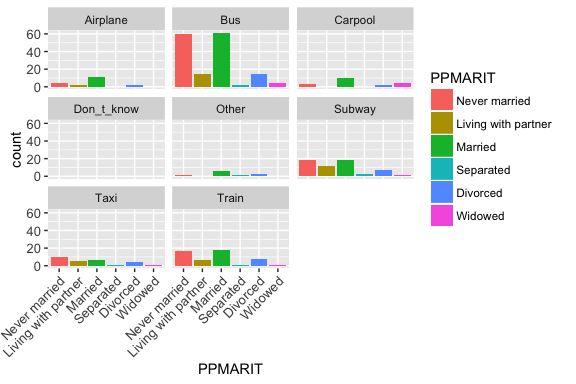 Airplane Bus Carpool
60
40
20
0
Don_t_know Other Subway
60
40
20
0
Taxi Train
60
40
20
0
Never married Living with partner Married Separated Divorced Widowed Never married Living with partner Married Separated Divorced Widowed
PPMARIT
count
PPMARIT
Never married
Living with partner
Married
Separated
Divorced
Widowed